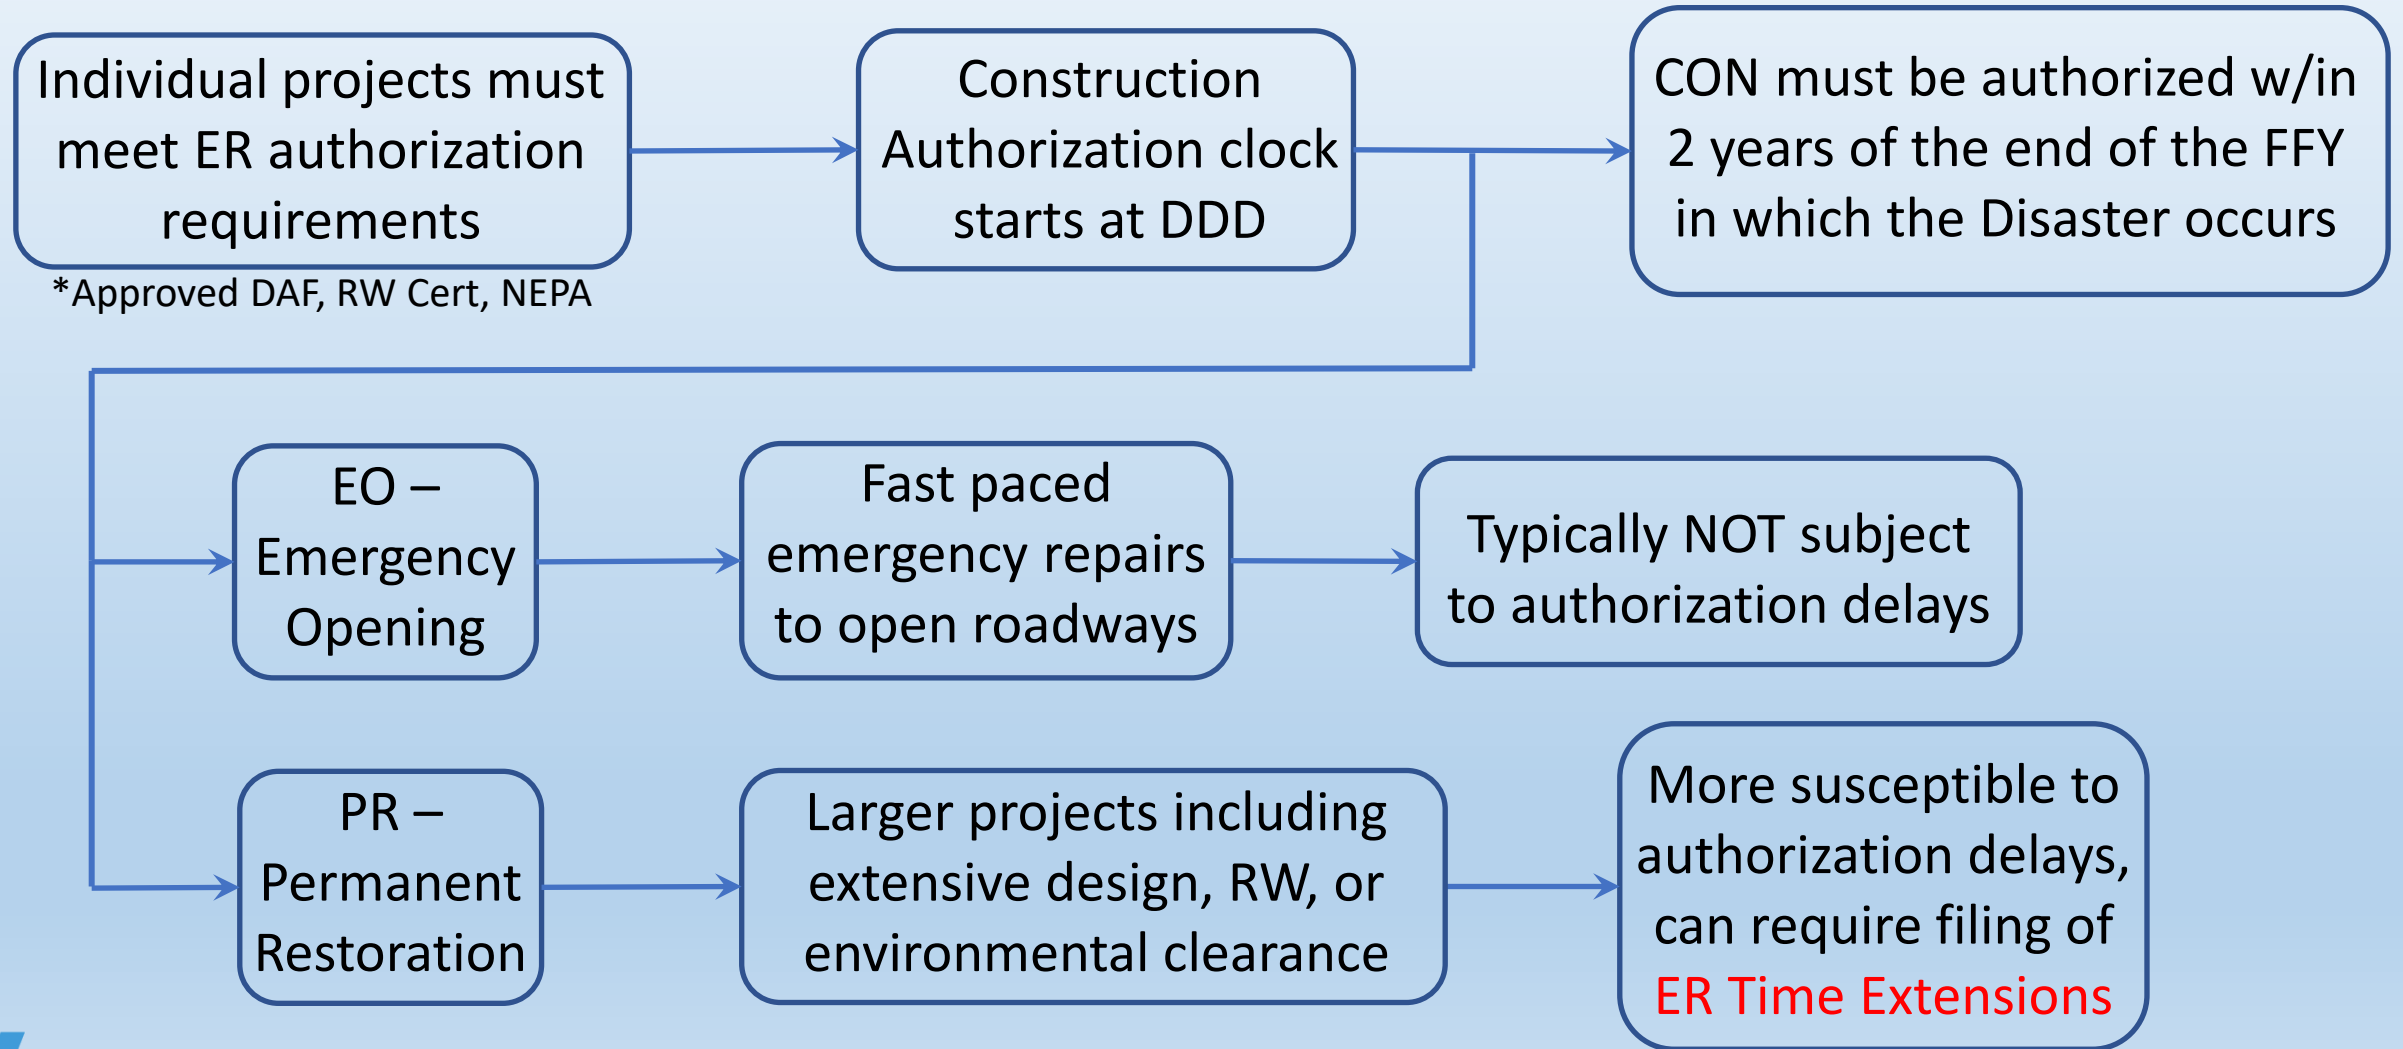 Individual projects must
meet ER authorization
requirements
*Approved DAF, RW Cert, NEPA
Construction
Authorization clock
starts at DDD
CON must be authorized w/in
2 years of the end of the FFY
in which the Disaster occurs
EO –
Emergency
Opening
Fast paced
emergency repairs
to open roadways
Typically NOT subject
to authorization delays
PR –
Permanent
Restoration
Larger projects including
extensive design, RW, or
environmental clearance
More susceptible to
authorization delays,
can require filing of
ER Time Extensions